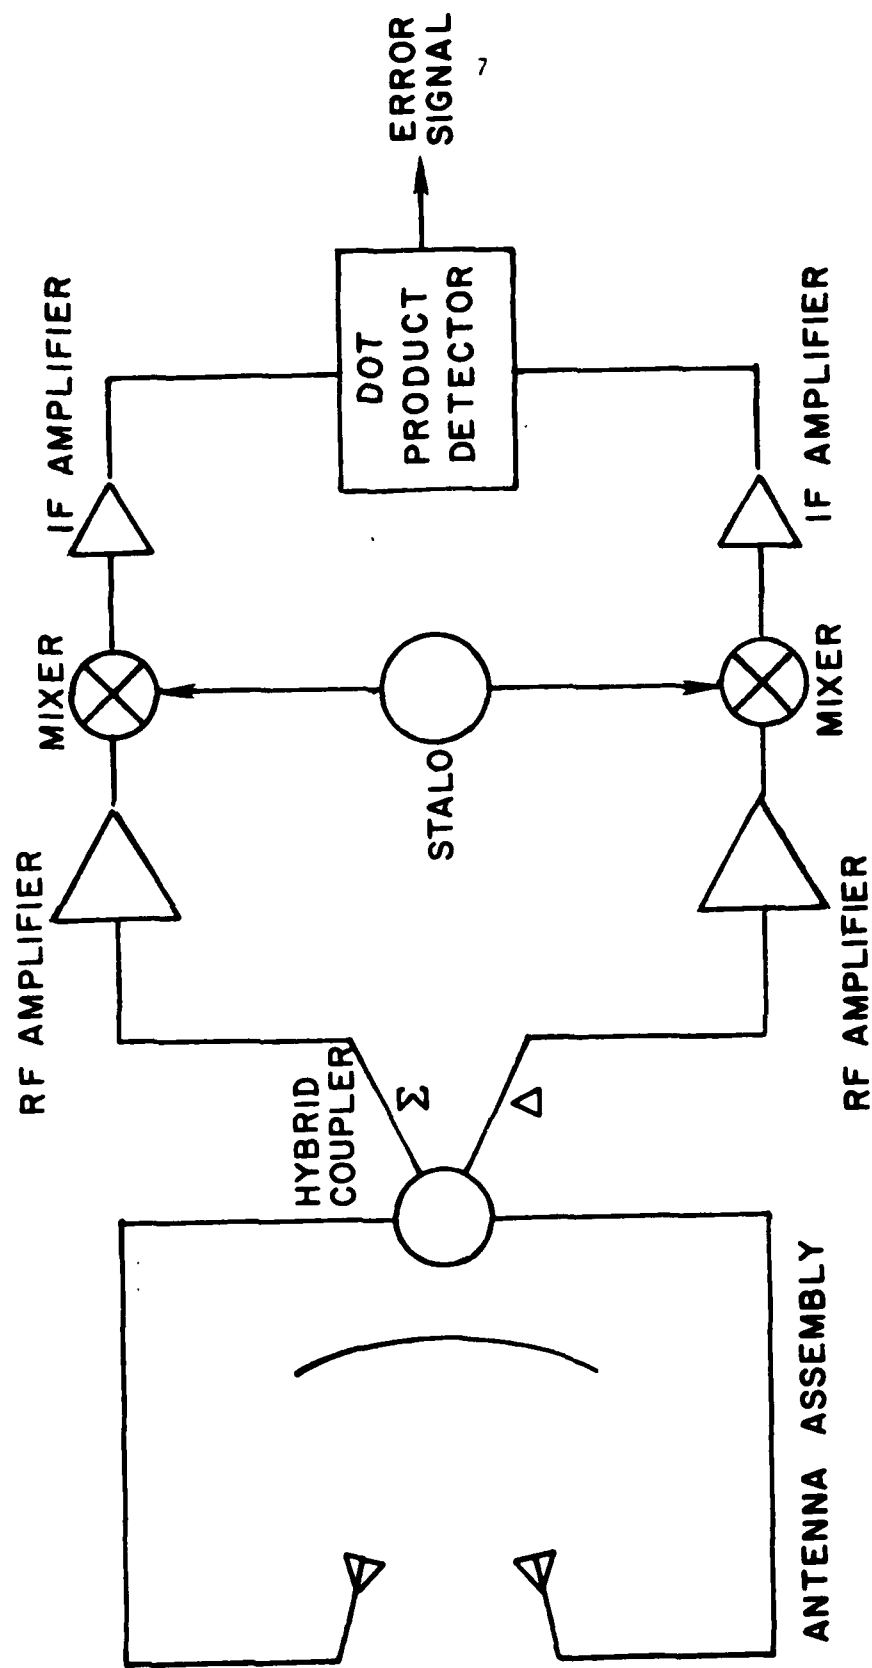 RF AMPLIFIER
MIXER
IF AMPLIFIER
HYBRID
COUPLER
Σ
Δ
STALO
DOT
PRODUCT
DETECTOR
ERROR
SIGNAL
7
ANTENNA ASSEMBLY
RF AMPLIFIER
MIXER
IF AMPLIFIER